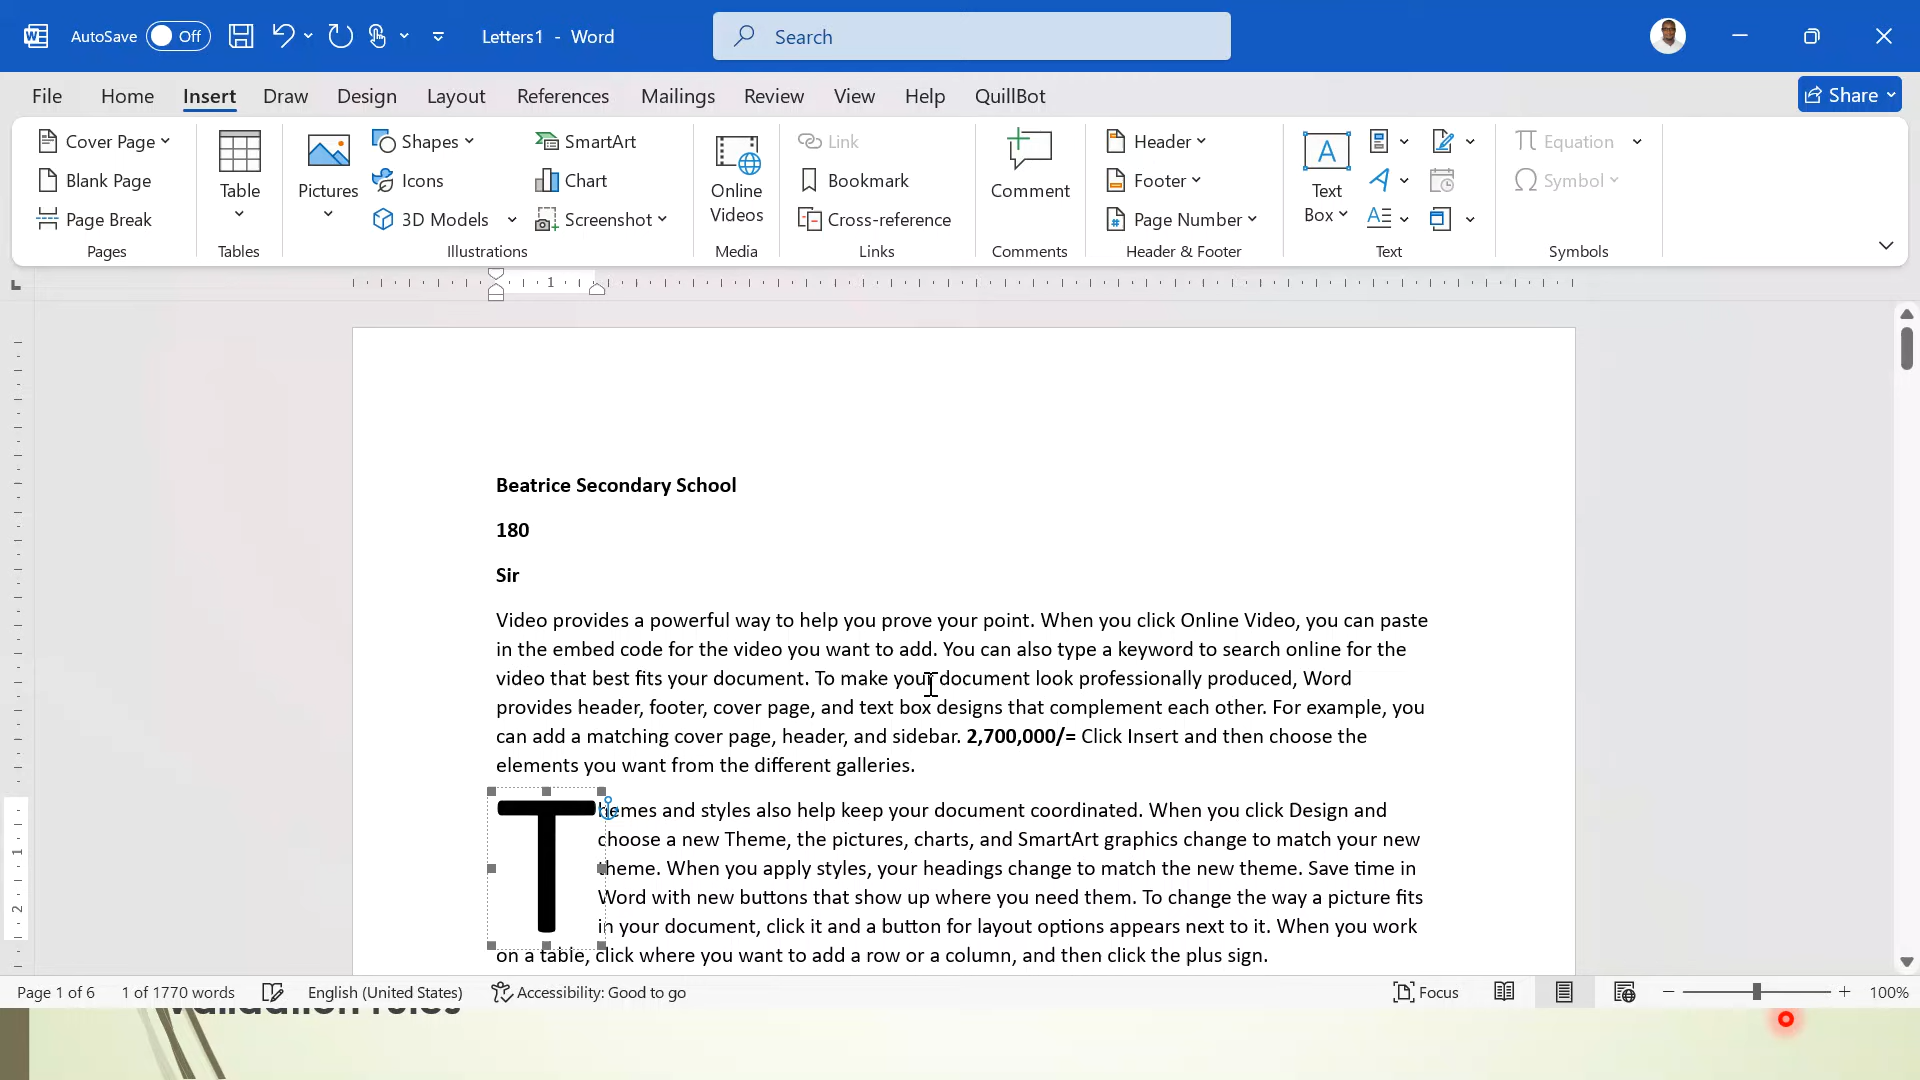 AutoSave Off Letters1 - Word Search
File Home Insert Draw Design Layout References Mailings Review View Help QuillBot Share
Cover Page
Blank Page
Page Break
Pages
Table
Tables
Pictures
Shapes
Icons
3D Models
SmartArt
Chart
Screenshot
Illustrations
Online
Videos
Media
Link
Bookmark
Cross-reference
Links
Comment
Comments
Header
Footer
Page Number
Header & Footer
Text
Box
Text
Equation
Symbol
Symbols
1
Beatrice Secondary School
180
Sir
Video provides a powerful way to help you prove your point. When you click Online Video, you can paste
in the embed code for the video you want to add. You can also type a keyword to search online for the
video that best fits your document. To make your document look professionally produced, Word
provides header, footer, cover page, and text box designs that complement each other. For example, you
can add a matching cover page, header, and sidebar. 2,700,000/= Click Insert and then choose the
elements you want from the different galleries.
Themes and styles also help keep your document coordinated. When you click Design and
choose a new Theme, the pictures, charts, and SmartArt graphics change to match your new
theme. When you apply styles, your headings change to match the new theme. Save time in
Word with new buttons that show up where you need them. To change the way a picture fits
in your document, click it and a button for layout options appears next to it. When you work
on a table, click where you want to add a row or a column, and then click the plus sign.
1
2
Page 1 of 6 1 of 1770 words English (United States) Accessibility: Good to go Focus 100%